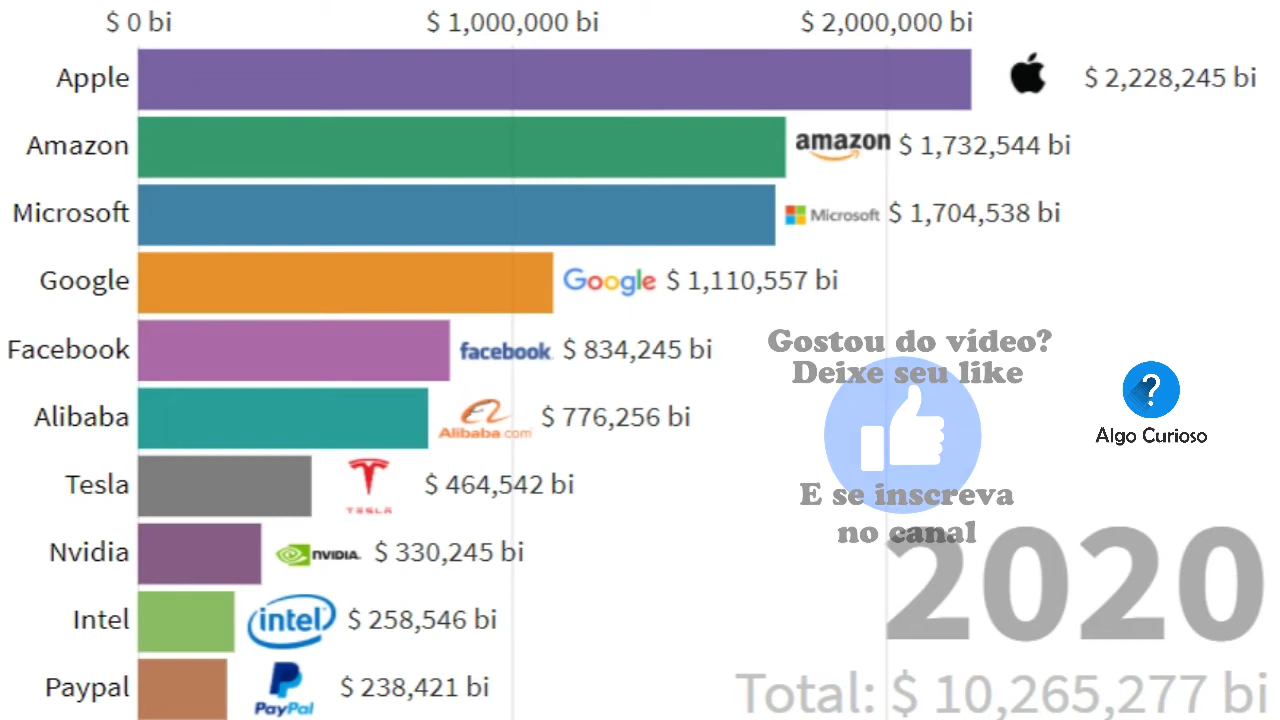 $ 0 bi $ 1,000,000 bi $ 2,000,000 bi
Apple $ 2,228,245 bi
Amazon amazon $ 1,732,544 bi
Microsoft Microsoft $ 1,704,538 bi
Google Google $ 1,110,557 bi
Facebook facebook $ 834,245 bi
Alibaba Alibaba.com $ 776,256 bi
Tesla TESLA $ 464,542 bi
Nvidia nVIDIA. $ 330,245 bi
Intel intel $ 258,546 bi
Paypal PayPal $ 238,421 bi
Gostou do vídeo?
Deixe seu like
E se inscreva
no canal
?
Algo Curioso
2020
Total: $ 10,265,277 bi